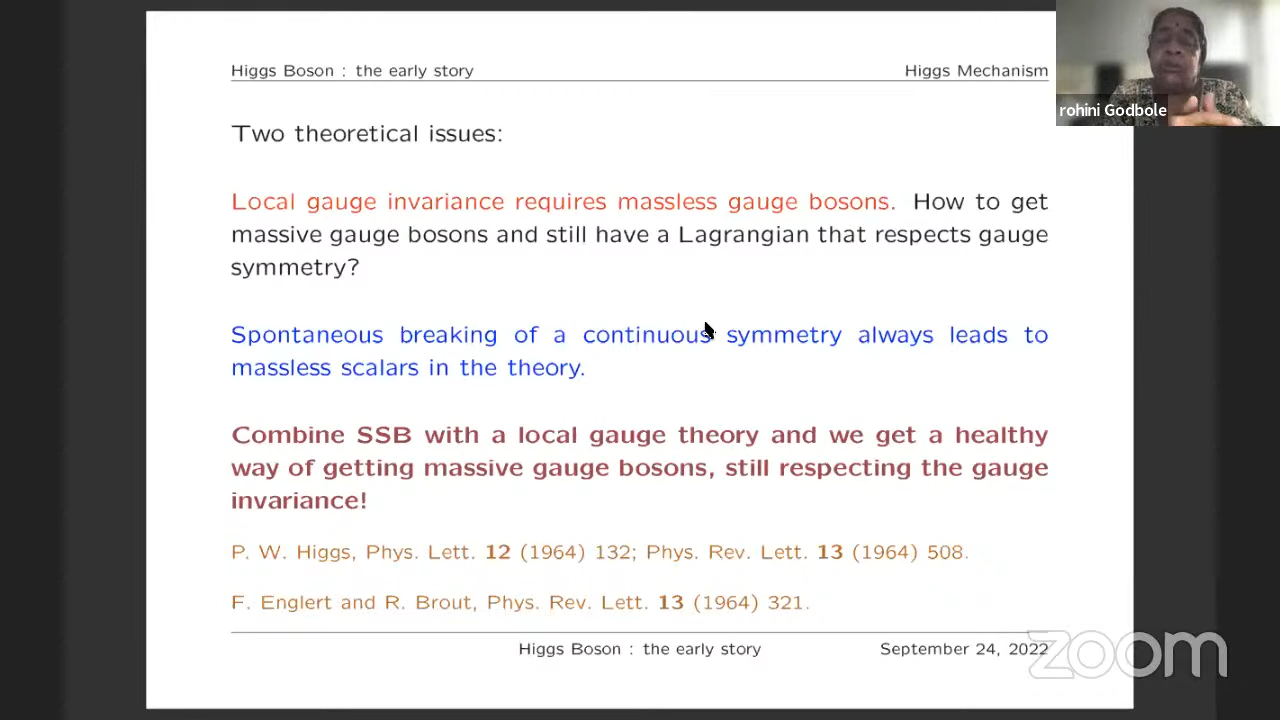 Higgs Boson : the early story Higgs Mechanism
rohini Godbole
Two theoretical issues:
Local gauge invariance requires massless gauge bosons. How to get
massive gauge bosons and still have a Lagrangian that respects gauge
symmetry?
Spontaneous breaking of a continuous symmetry always leads to
massless scalars in the theory.
Combine SSB with a local gauge theory and we get a healthy
way of getting massive gauge bosons, still respecting the gauge
invariance!
P. W. Higgs, Phys. Lett. 12 (1964) 132; Phys. Rev. Lett. 13 (1964) 508.
F. Englert and R. Brout, Phys. Rev. Lett. 13 (1964) 321.
Higgs Boson : the early story September 24, 2022
zoom